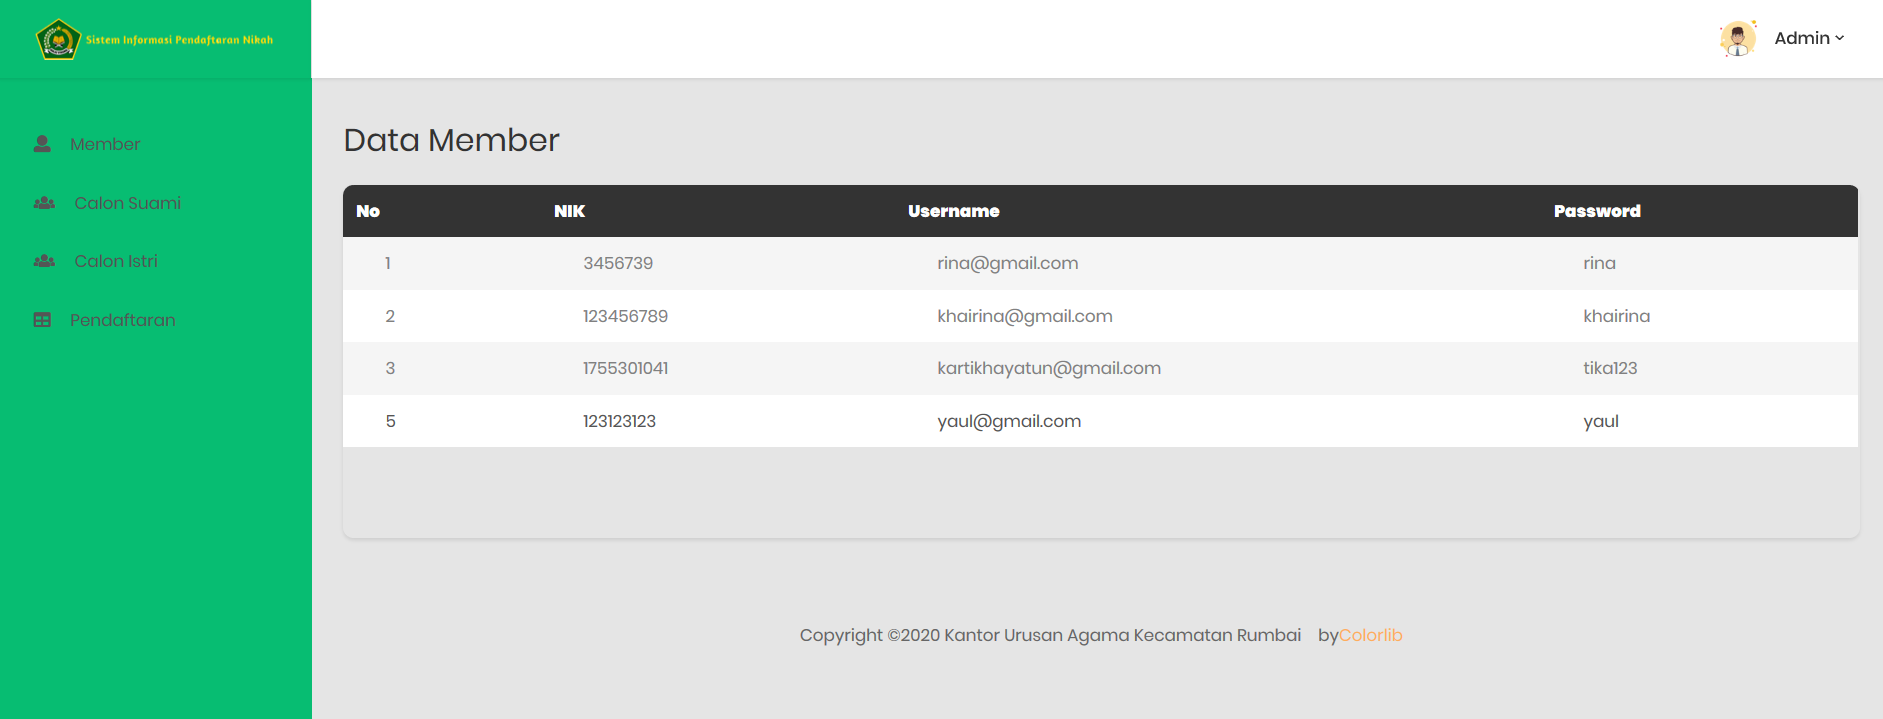 Sistem Informasi Pendaftaran Nikah
Admin
Member
Calon Suami
Calon Istri
Pendaftaran
Data Member
No NIK Username Password
1 3456739 rina@gmail.com rina
2 123456789 khairina@gmail.com khairina
3 1755301041 kartikhayatun@gmail.com tika123
5 123123123 yaul@gmail.com yaul
Copyright ©2020 Kantor Urusan Agama Kecamatan Rumbai byColorlib